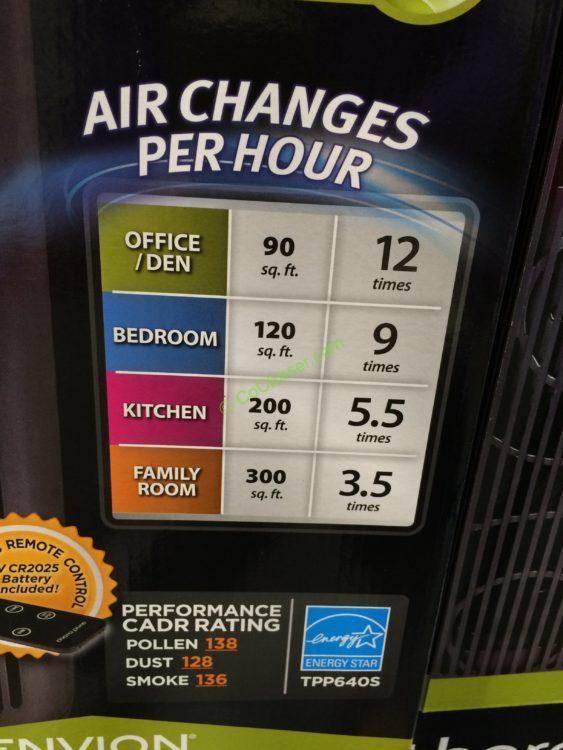 AIR CHANGES
PER HOUR
OFFICE
/DEN
90
sq. ft.
12
times
BEDROOM
120
sq. ft.
9
times
KITCHEN
200
sq. ft.
5.5
times
FAMILY
ROOM
300
sq. ft.
3.5
times
© CoChaser.com
REMOTE CONTROL
CR2025
Battery
included!
PERFORMANCE
CADR RATING
POLLEN 138
DUST 128
SMOKE 136
energy
ENERGY STAR
TPP640S
ENVION